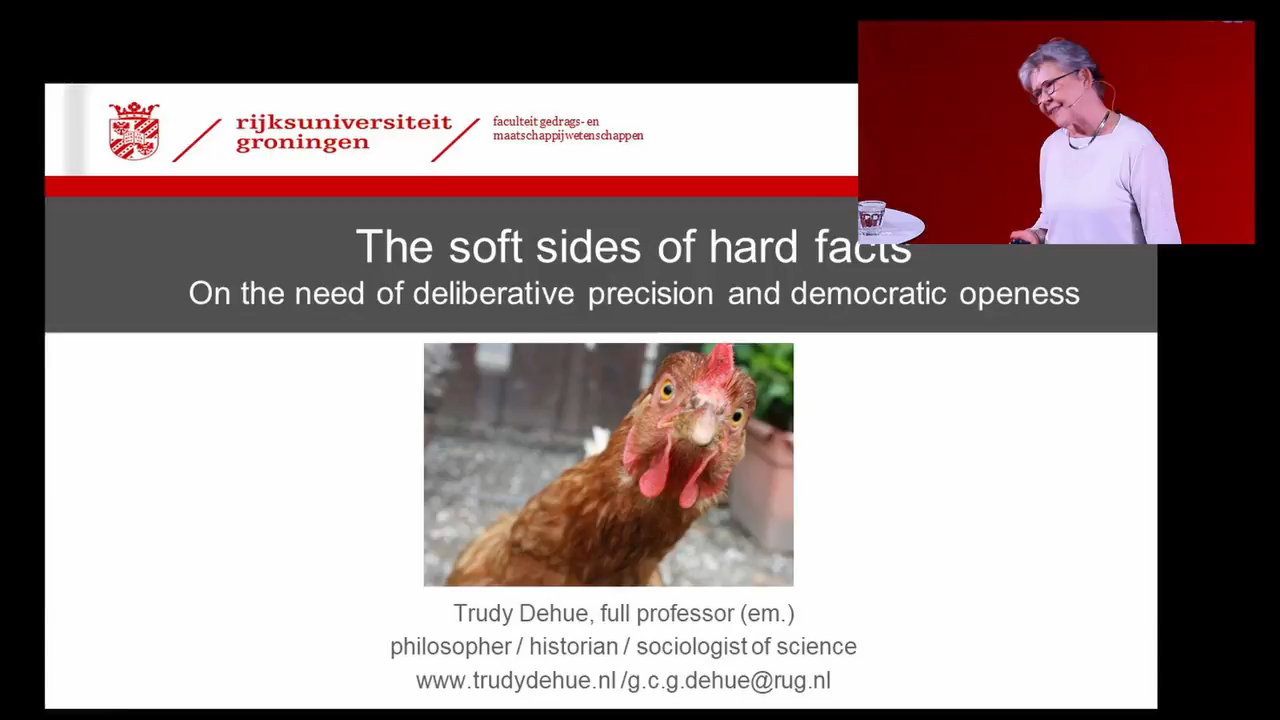 rijksuniversiteit
groningen
faculteit gedrags- en
maatschappijwetenschappen
The soft sides of hard facts
On the need of deliberative precision and democratic openess
Trudy Dehue, full professor (em.)
philosopher / historian / sociologist of science
www.trudydehue.nl /g.c.g.dehue@rug.nl